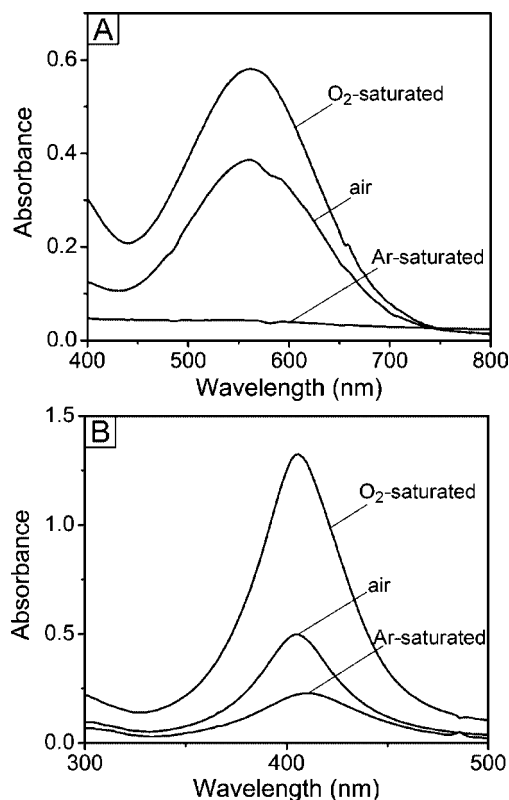 A
0.6
0.4
0.2
0.0
Absorbance
O₂-saturated
air
Ar-saturated
400 500 600 700 800
Wavelength (nm)
B
1.5
1.0
0.5
0.0
Absorbance
O₂-saturated
air
Ar-saturated
300 400 500
Wavelength (nm)